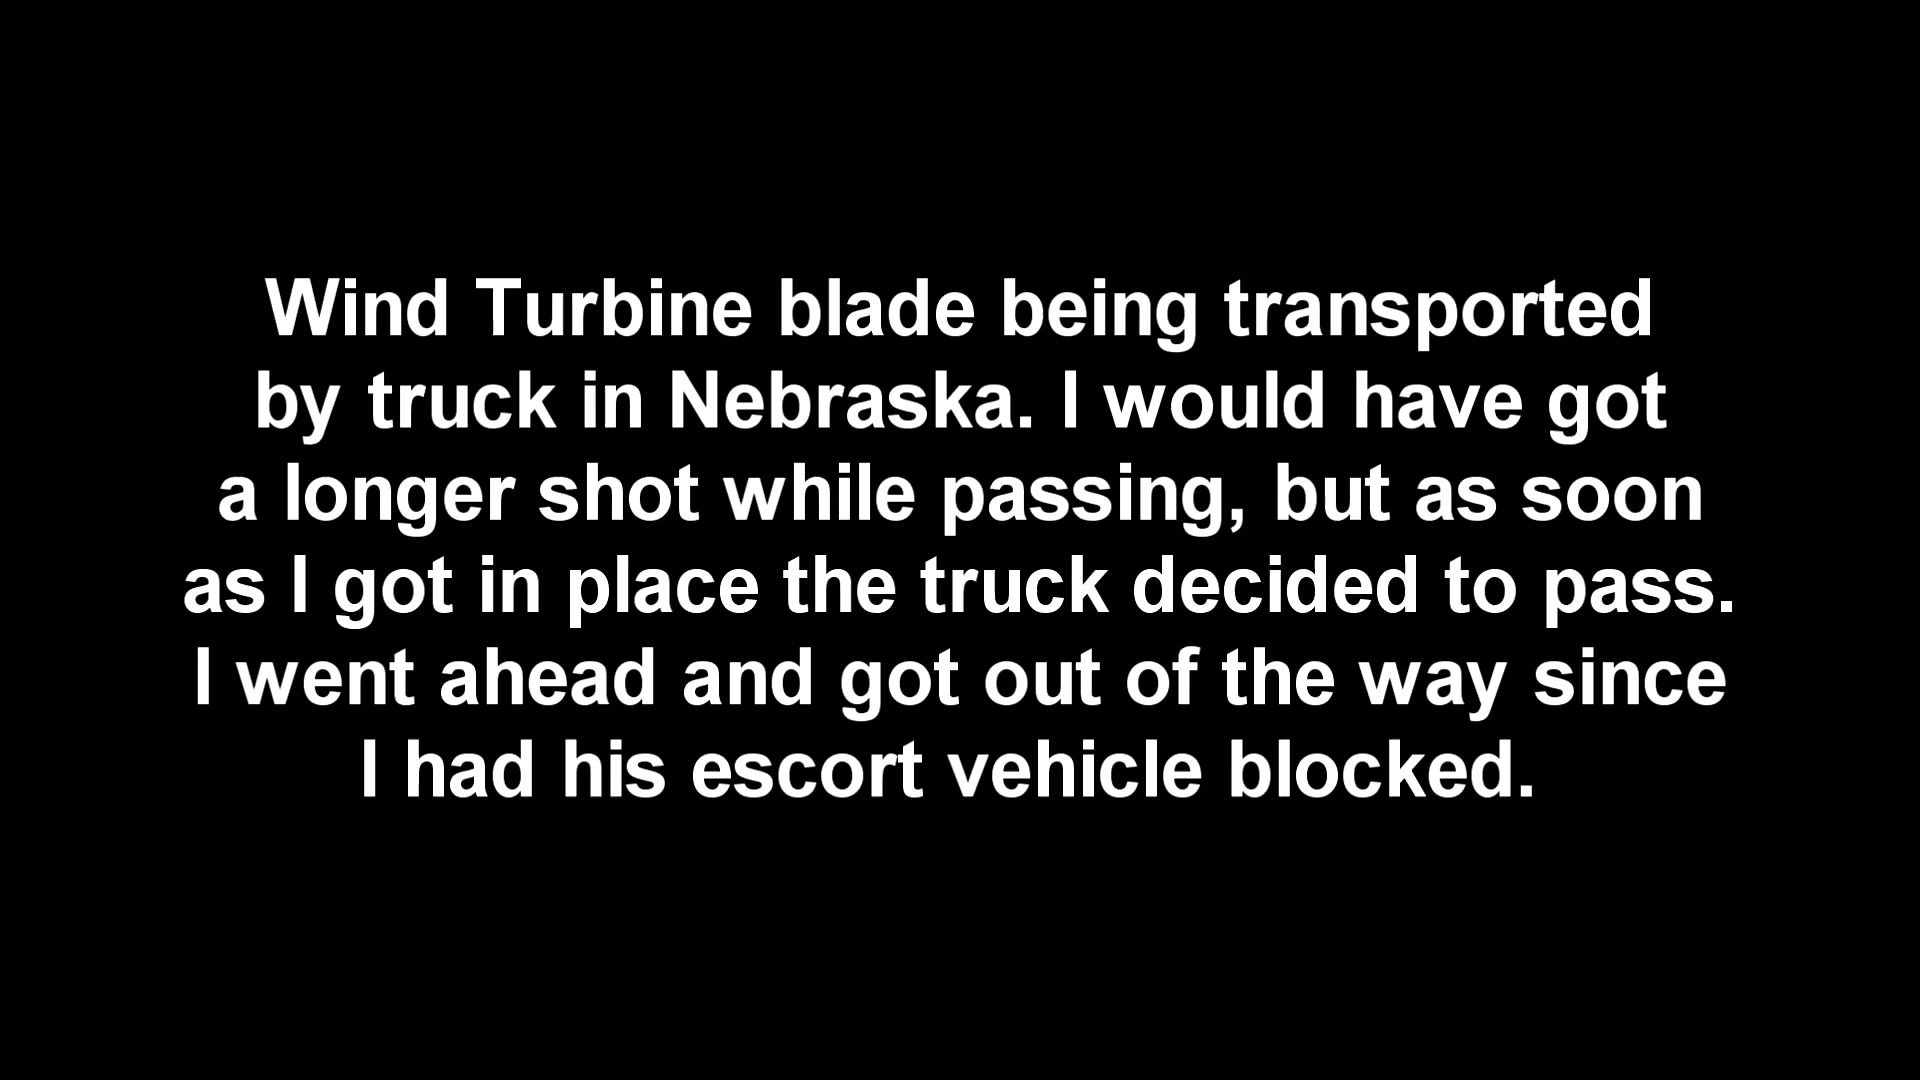 Wind Turbine blade being transported
by truck in Nebraska. I would have got
a longer shot while passing, but as soon
as I got in place the truck decided to pass.
I went ahead and got out of the way since
I had his escort vehicle blocked.